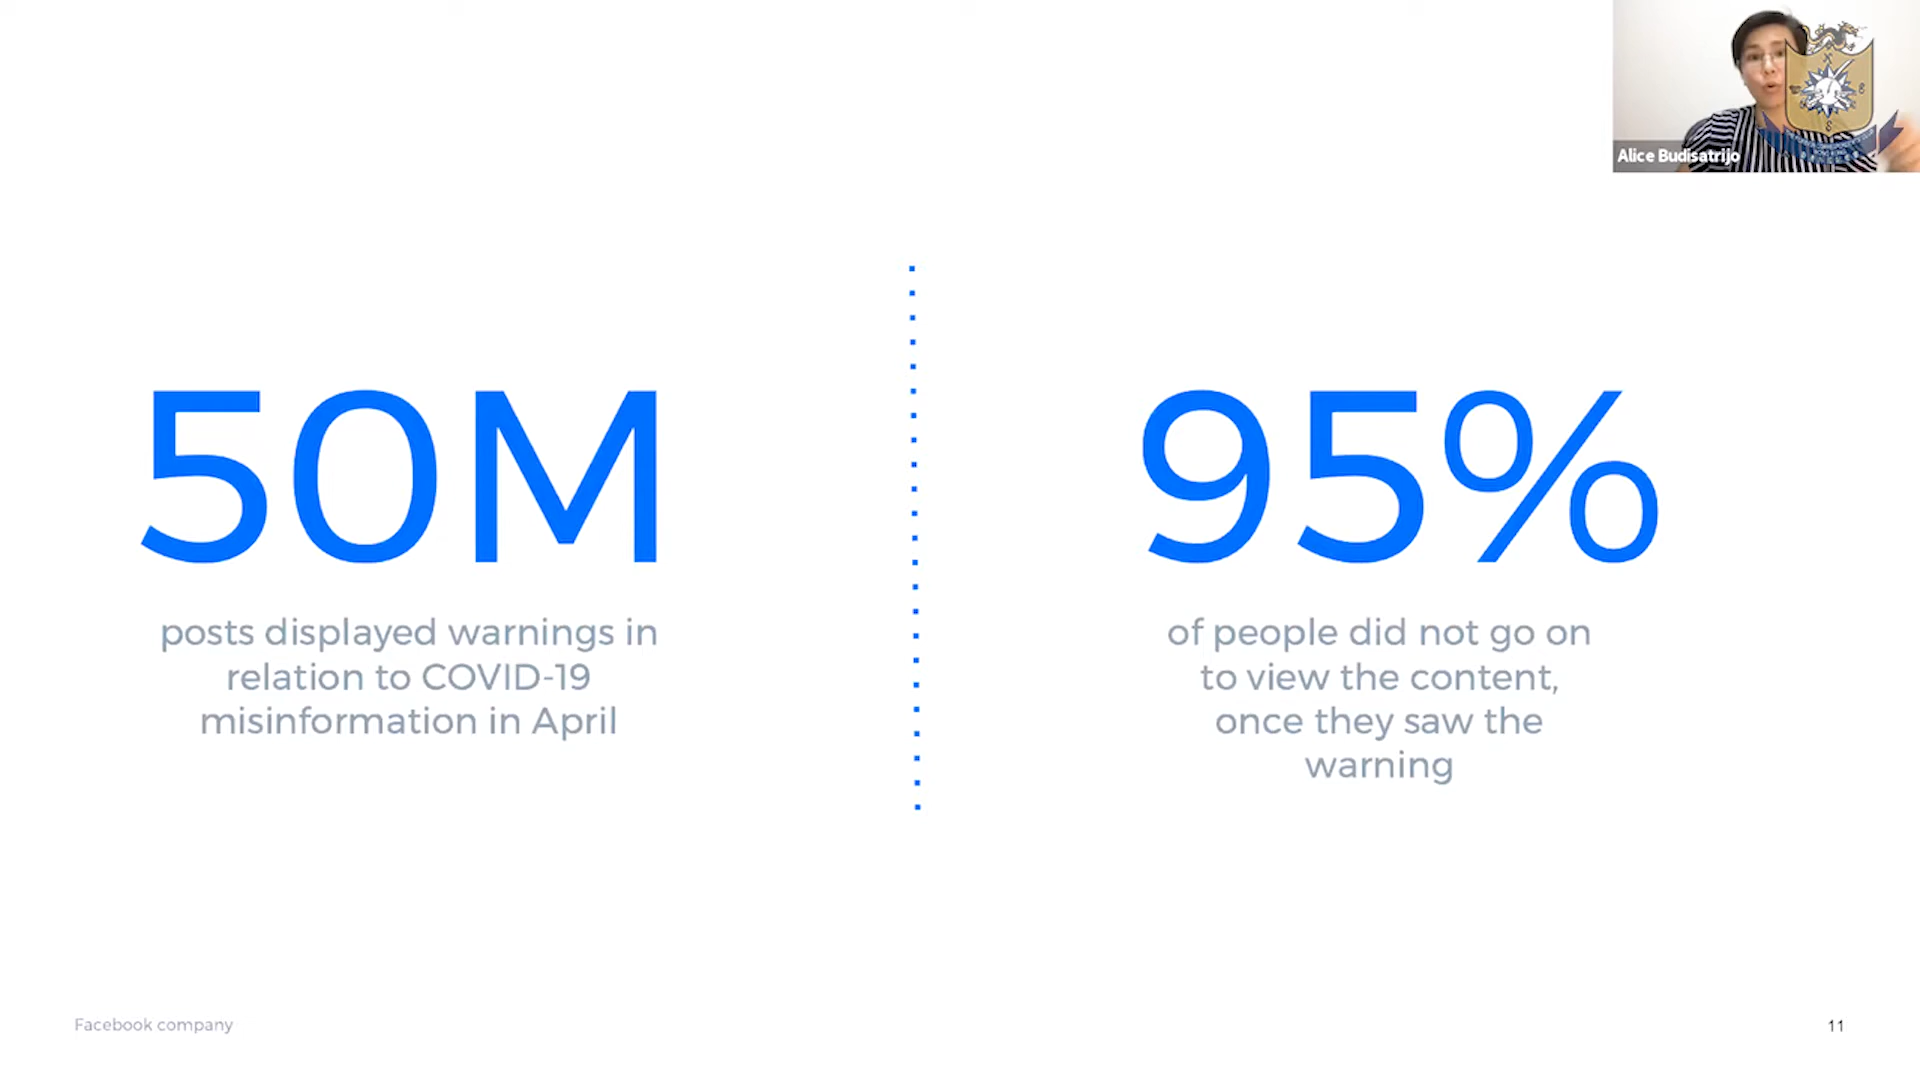 Alice Budisatrijo
50M
posts displayed warnings in
relation to COVID-19
misinformation in April
95%
of people did not go on
to view the content,
once they saw the
warning
Facebook company
11